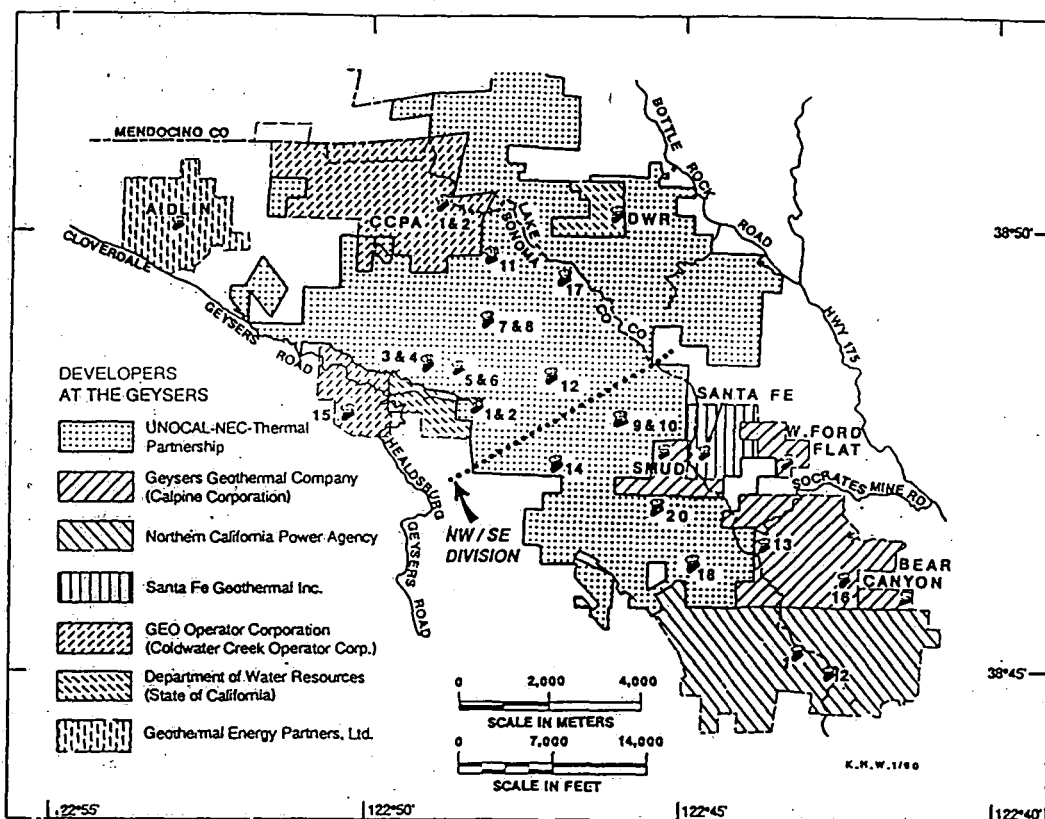 MENDOCINO CO
BOTTLE ROCK
ROAD
AIDLIN
CCPA
1 & 2
LAKE
SONOMA
DWR
38°50'
CLOVERDALE
GEYSERS
ROAD
11
17
CO
CO
HWY 175
7 & 8
3 & 4
5 & 6
12
SANTA FE
DEVELOPERS
AT THE GEYSERS
15
1 & 2
9 & 10
W. FORD
FLAT
UNOCAL-NEC-Thermal
Partnership
14
SMUD
SOCRATES MINE RD.
HEALDSBURG
GEYSERS
ROAD
Geysers Geothermal Company
(Calpine Corporation)
20
NW / SE
DIVISION
13
Northern California Power Agency
18
BEAR
CANYON
16
Santa Fe Geothermal Inc.
GEO Operator Corporation
(Coldwater Creek Operator Corp.)
1
2
38°45'
Department of Water Resources
(State of California)
0 2,000 4,000
SCALE IN METERS
Geothermal Energy Partners, Ltd.
0 7,000 14,000
SCALE IN FEET
K.H.W. 1/90
122°55'
122°50'
122°45'
122°40'